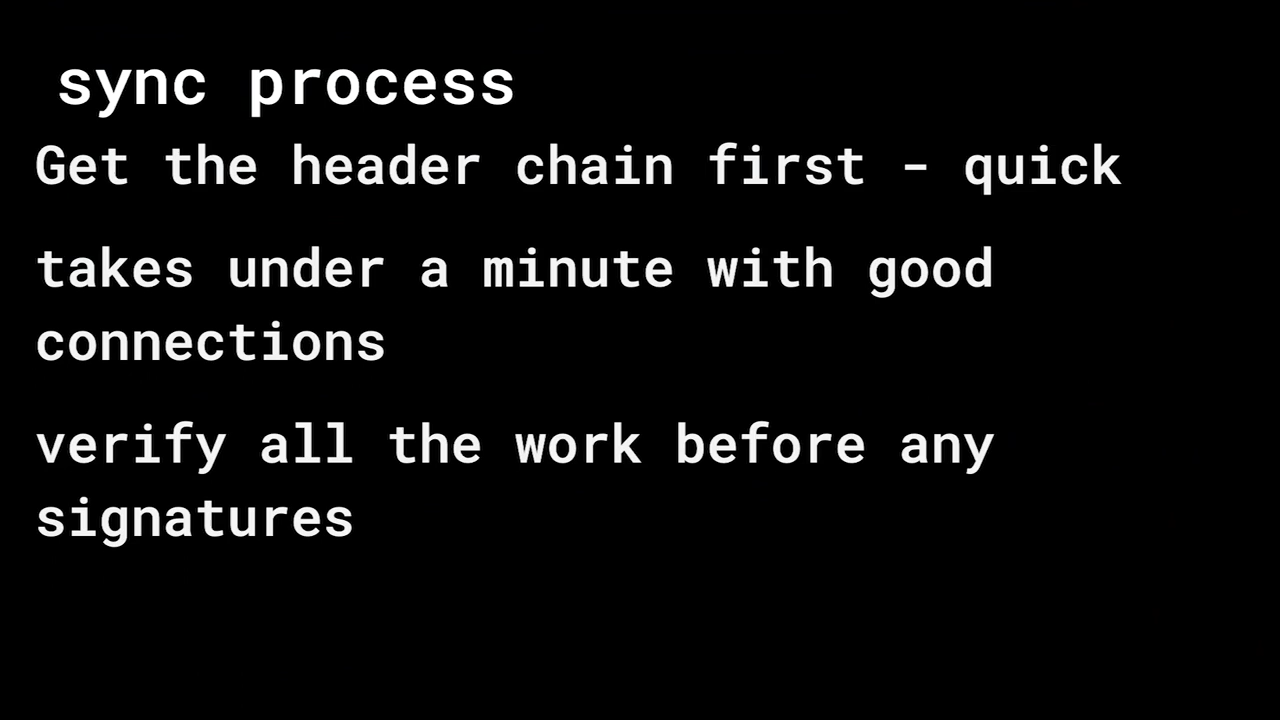 sync process
Get the header chain first - quick
takes under a minute with good
connections
verify all the work before any
signatures